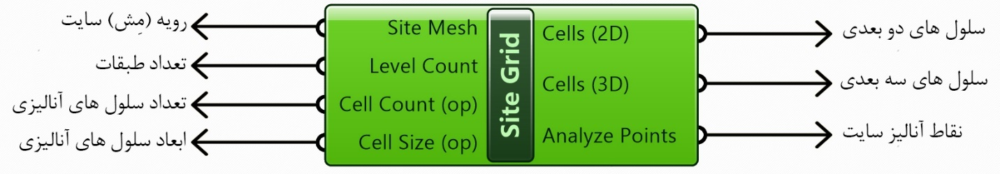 رویه (مِش) سایت
تعداد طبقات
تعداد سلول های آنالیزی
ابعاد سلول های آنالیزی
Site Mesh
Level Count
Cell Count (op)
Cell Size (op)
Site Grid
Cells (2D)
Cells (3D)
Analyze Points
سلول های دو بعدی
سلول های سه بعدی
نقاط آنالیز سایت